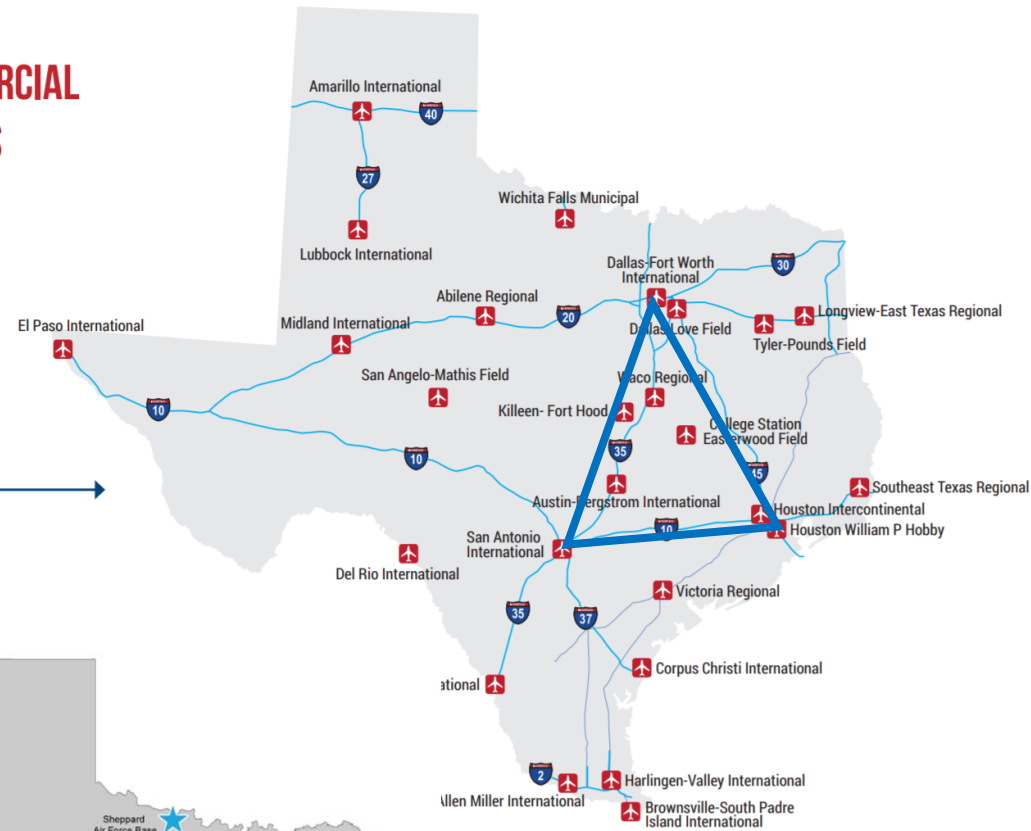 RCIAL
S
Amarillo International
40
27
Wichita Falls Municipal
Lubbock International
Dallas-Fort Worth
International
30
Abilene Regional
20
Longview-East Texas Regional
El Paso International
Midland International
Dallas Love Field
Tyler-Pounds Field
San Angelo-Mathis Field
Waco Regional
10
Killeen- Fort Hood
College Station
Easterwood Field
35
10
45
Southeast Texas Regional
Austin-Bergstrom International
Houston Intercontinental
10
Houston William P Hobby
San Antonio
International
Del Rio International
Victoria Regional
35
37
Corpus Christi International
ational
2
Harlingen-Valley International
Allen Miller International
Brownsville-South Padre
Island International
Sheppard
Air Force Base